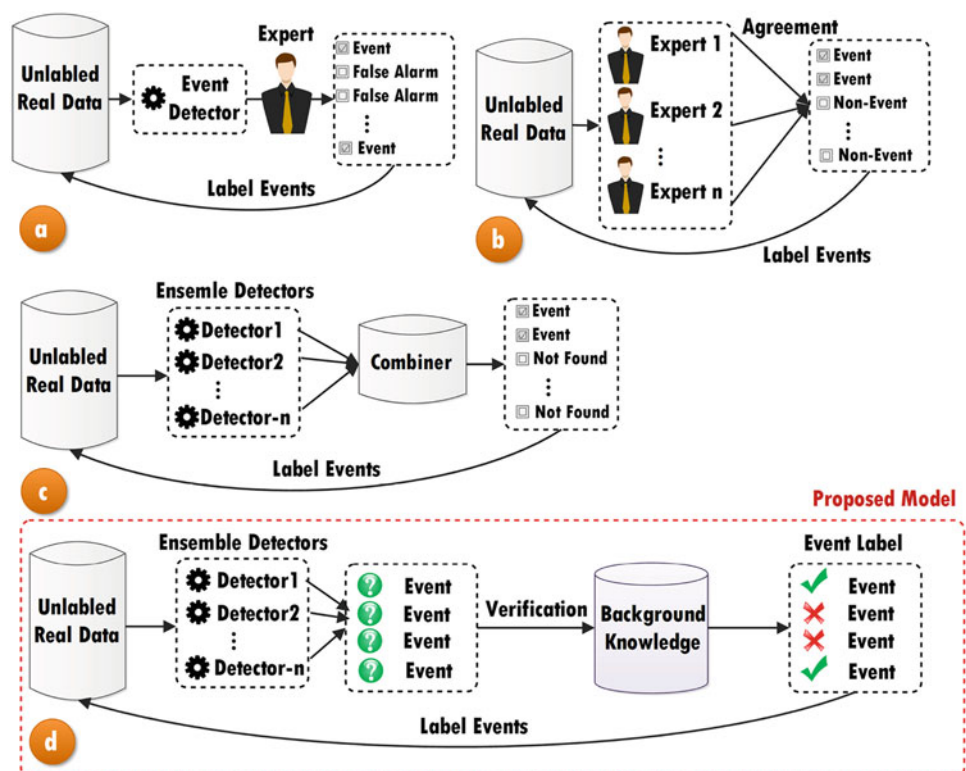 Unlabled
Real Data
Event
Detector
Expert
Event
False Alarm
False Alarm
Event
Label Events
a
Unlabled
Real Data
Expert 1
Expert 2
Expert n
Agreement
Event
Event
Non-Event
Non-Event
Label Events
b
Unlabled
Real Data
Ensemle Detectors
Detector1
Detector2
Detector-n
Combiner
Event
Event
Not Found
Not Found
Label Events
c
Proposed Model
Unlabled
Real Data
Ensemble Detectors
Detector1
Detector2
Detector-n
? Event
? Event
? Event
? Event
Verification
Background
Knowledge
Event Label
Event
Event
Event
Event
Label Events
d